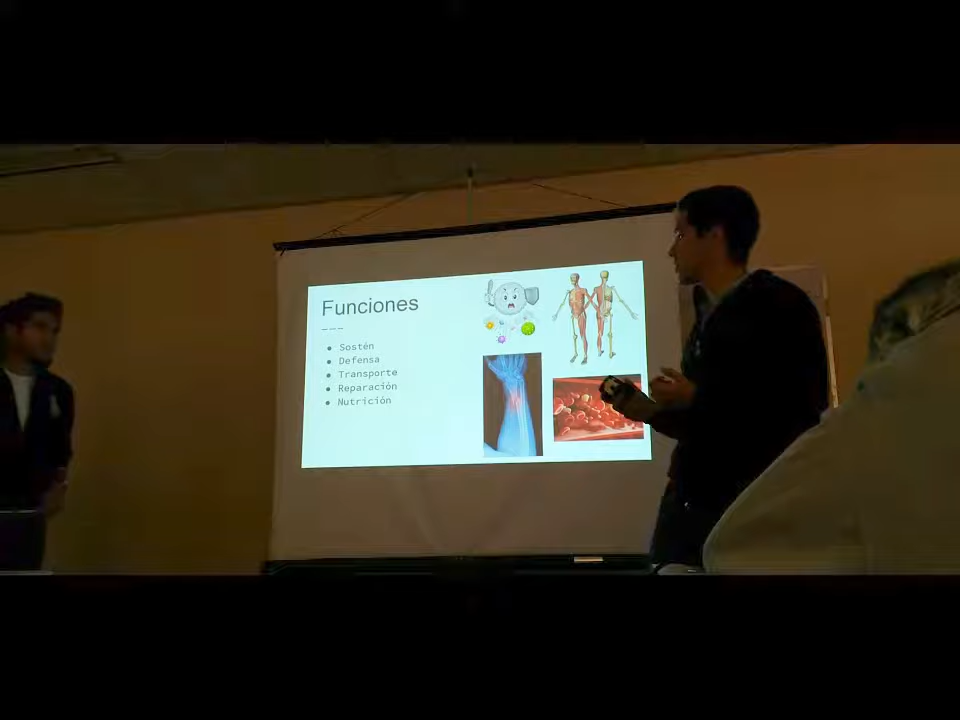 Funciones
Sostén
Defensa
Transporte
Reparación
Nutrición